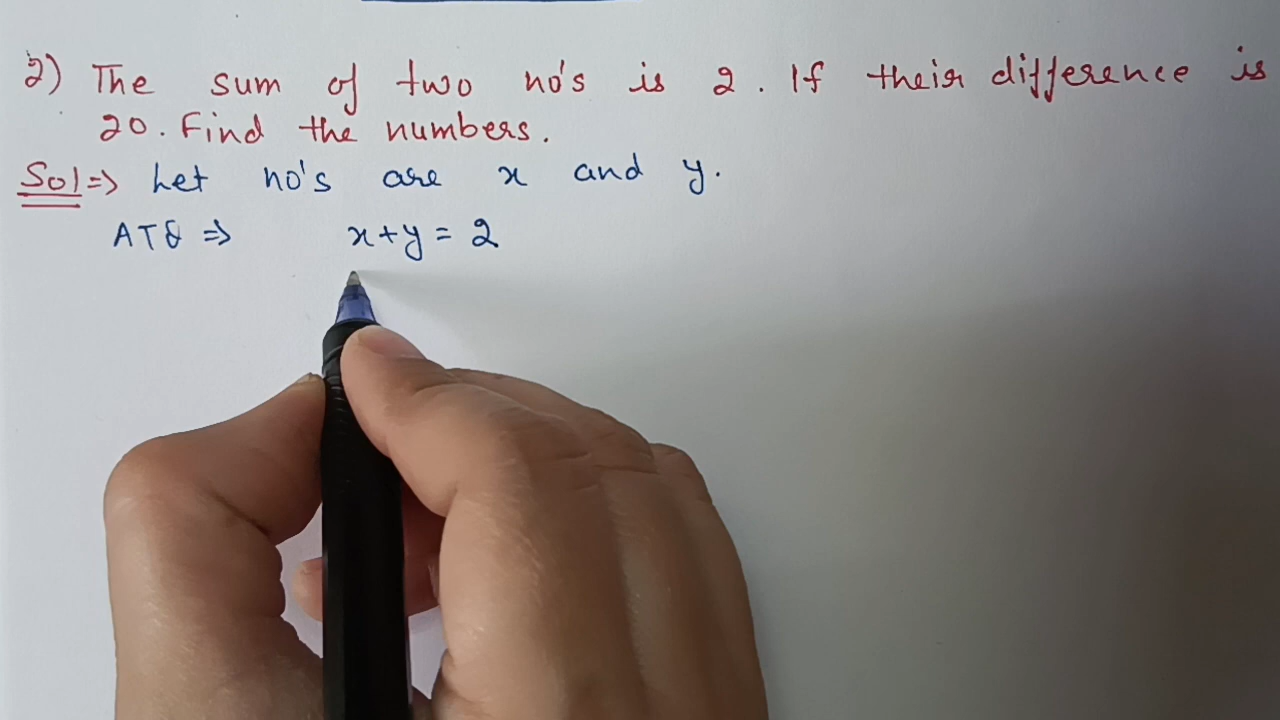 2) The sum of two no's is 2. If their difference is
20. Find the numbers.
Sol => Let no's are x and y.
ATQ => x+y = 2